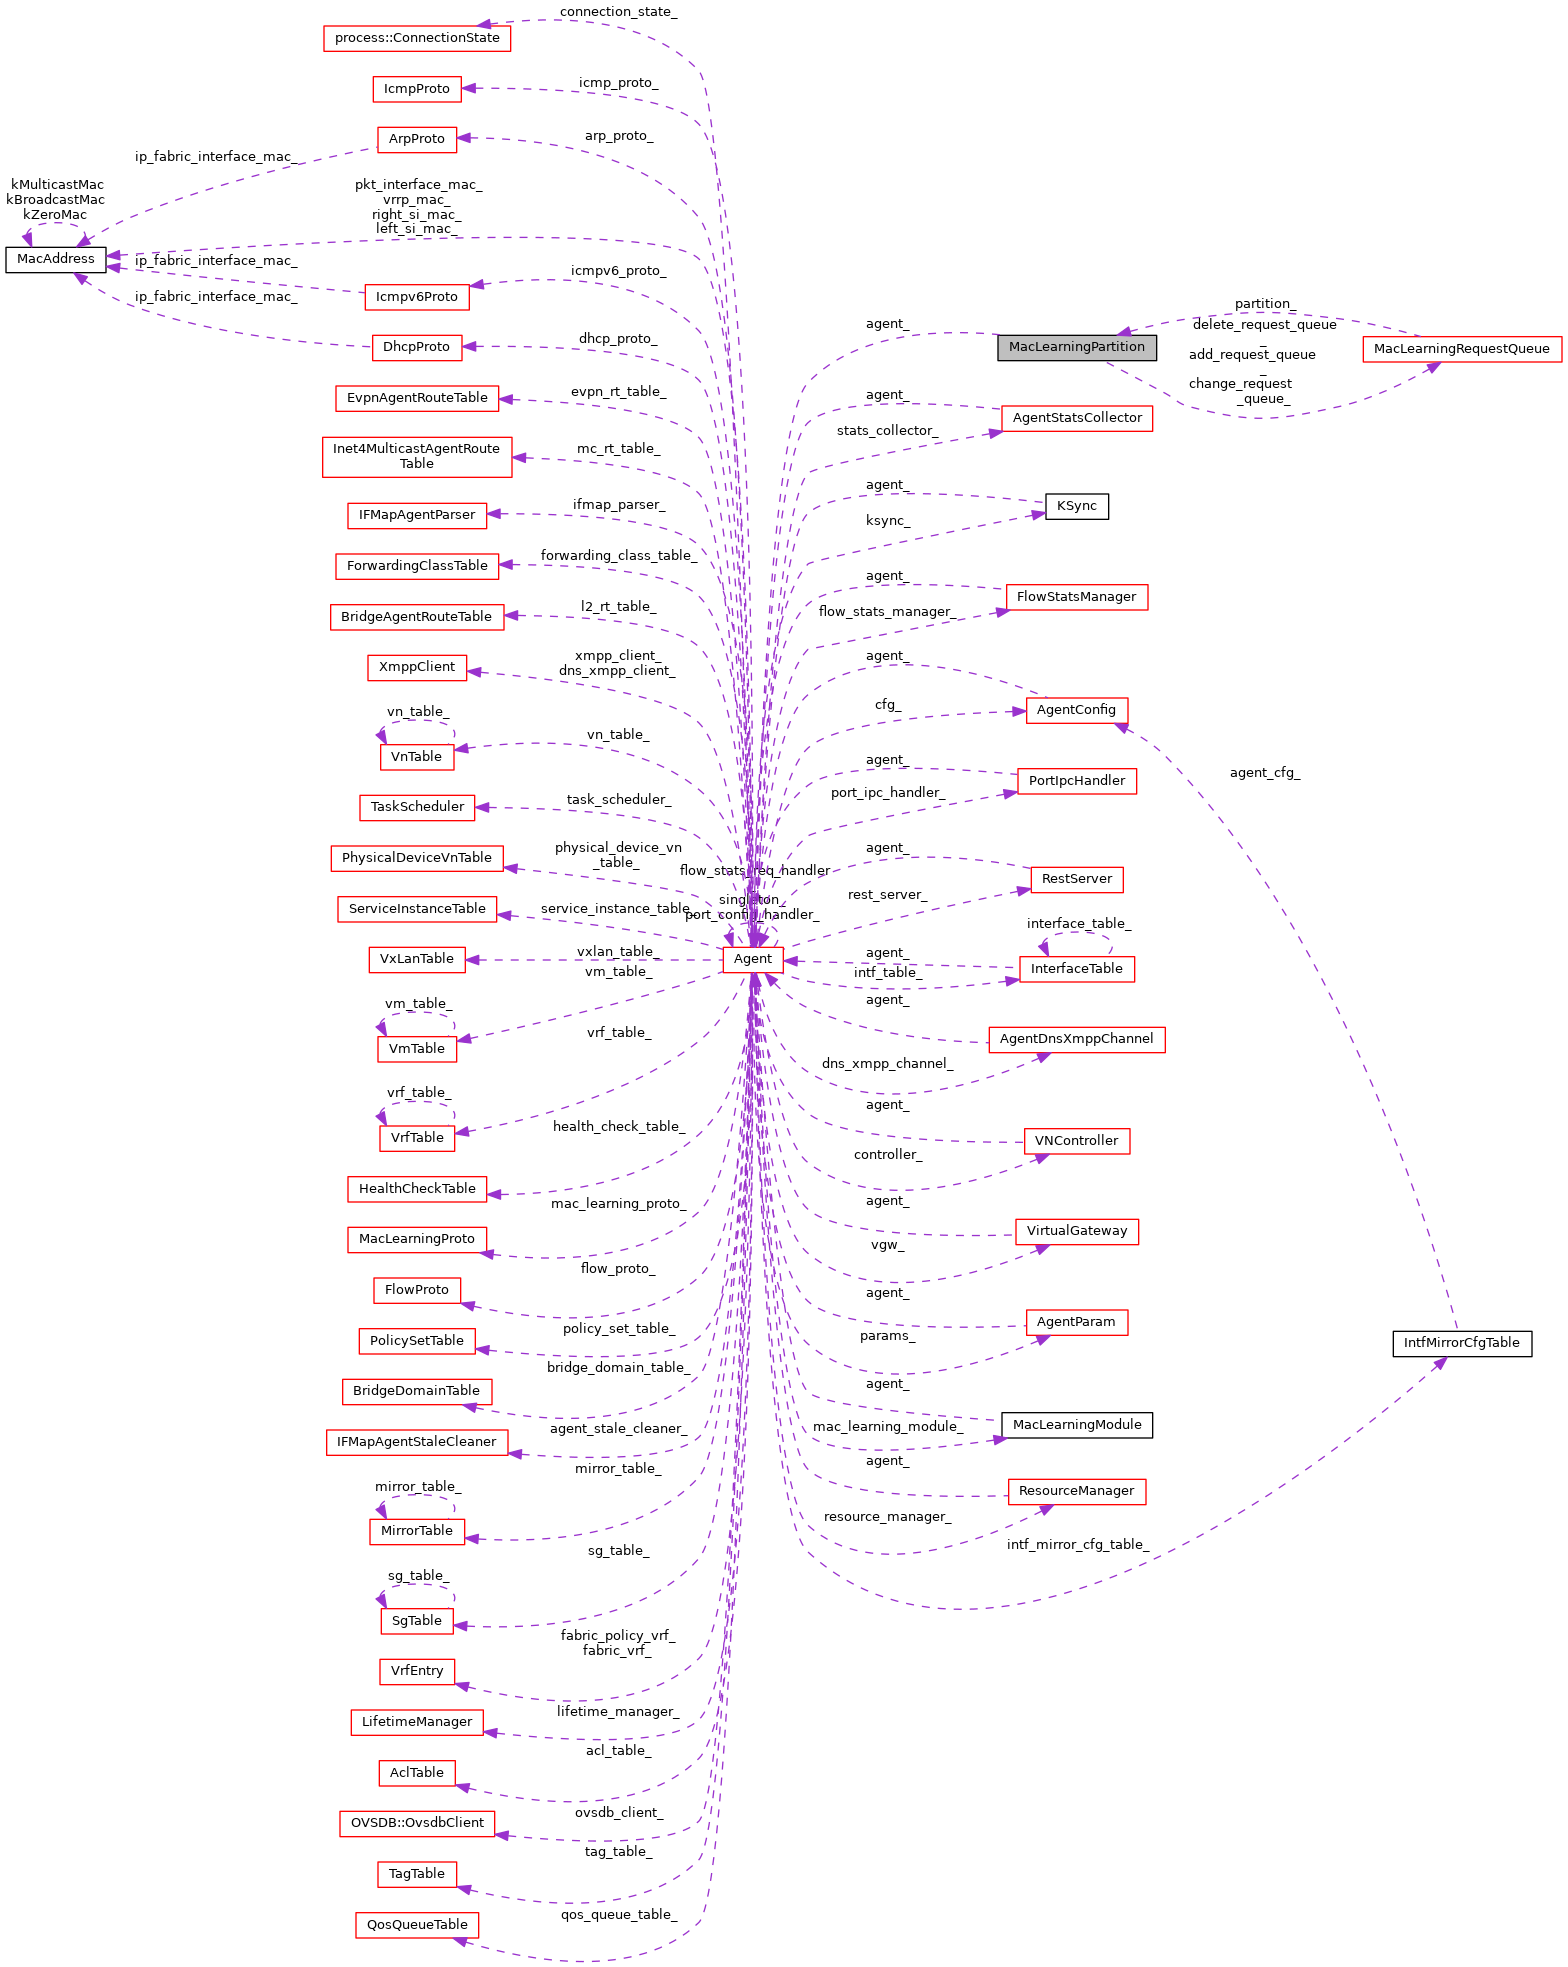 connection_state_
process::ConnectionState
icmp_proto_
IcmpProto
arp_proto_
ArpProto
ip_fabric_interface_mac_
kMulticastMac
kBroadcastMac
kZeroMac
pkt_interface_mac_
vrrp_mac_
right_si_mac_
left_si_mac_
MacAddress
ip_fabric_interface_mac_
icmpv6_proto_
Icmpv6Proto
ip_fabric_interface_mac_
dhcp_proto_
DhcpProto
evpn_rt_table_
EvpnAgentRouteTable
mc_rt_table_
Inet4MulticastAgentRoute
Table
ifmap_parser_
IFMapAgentParser
forwarding_class_table_
ForwardingClassTable
l2_rt_table_
BridgeAgentRouteTable
xmpp_client_
dns_xmpp_client_
XmppClient
vn_table_
vn_table_
VnTable
task_scheduler_
TaskScheduler
physical_device_vn
_table_
PhysicalDeviceVnTable
service_instance_table_
ServiceInstanceTable
vxlan_table_
VxLanTable
vm_table_
vm_table_
VmTable
vrf_table_
vrf_table_
VrfTable
health_check_table_
HealthCheckTable
mac_learning_proto_
MacLearningProto
flow_proto_
FlowProto
policy_set_table_
PolicySetTable
bridge_domain_table_
BridgeDomainTable
agent_stale_cleaner_
IFMapAgentStaleCleaner
mirror_table_
mirror_table_
MirrorTable
sg_table_
sg_table_
SgTable
fabric_policy_vrf_
fabric_vrf_
VrfEntry
lifetime_manager_
LifetimeManager
acl_table_
AclTable
ovsdb_client_
OVSDB::OvsdbClient
tag_table_
TagTable
qos_queue_table_
QosQueueTable
flow_stats_req_handler
_
singleton_
port_config_handler_
Agent
agent_
MacLearningPartition
partition_
delete_request_queue
_
add_request_queue
_
change_request
_queue_
MacLearningRequestQueue
agent_
stats_collector_
AgentStatsCollector
agent_
ksync_
KSync
agent_
flow_stats_manager_
FlowStatsManager
agent_
cfg_
AgentConfig
agent_cfg_
agent_
port_ipc_handler_
PortIpcHandler
agent_
rest_server_
RestServer
interface_table_
agent_
intf_table_
InterfaceTable
agent_
dns_xmpp_channel_
AgentDnsXmppChannel
agent_
controller_
VNController
agent_
vgw_
VirtualGateway
agent_
params_
AgentParam
IntfMirrorCfgTable
agent_
mac_learning_module_
MacLearningModule
agent_
resource_manager_
ResourceManager
intf_mirror_cfg_table_